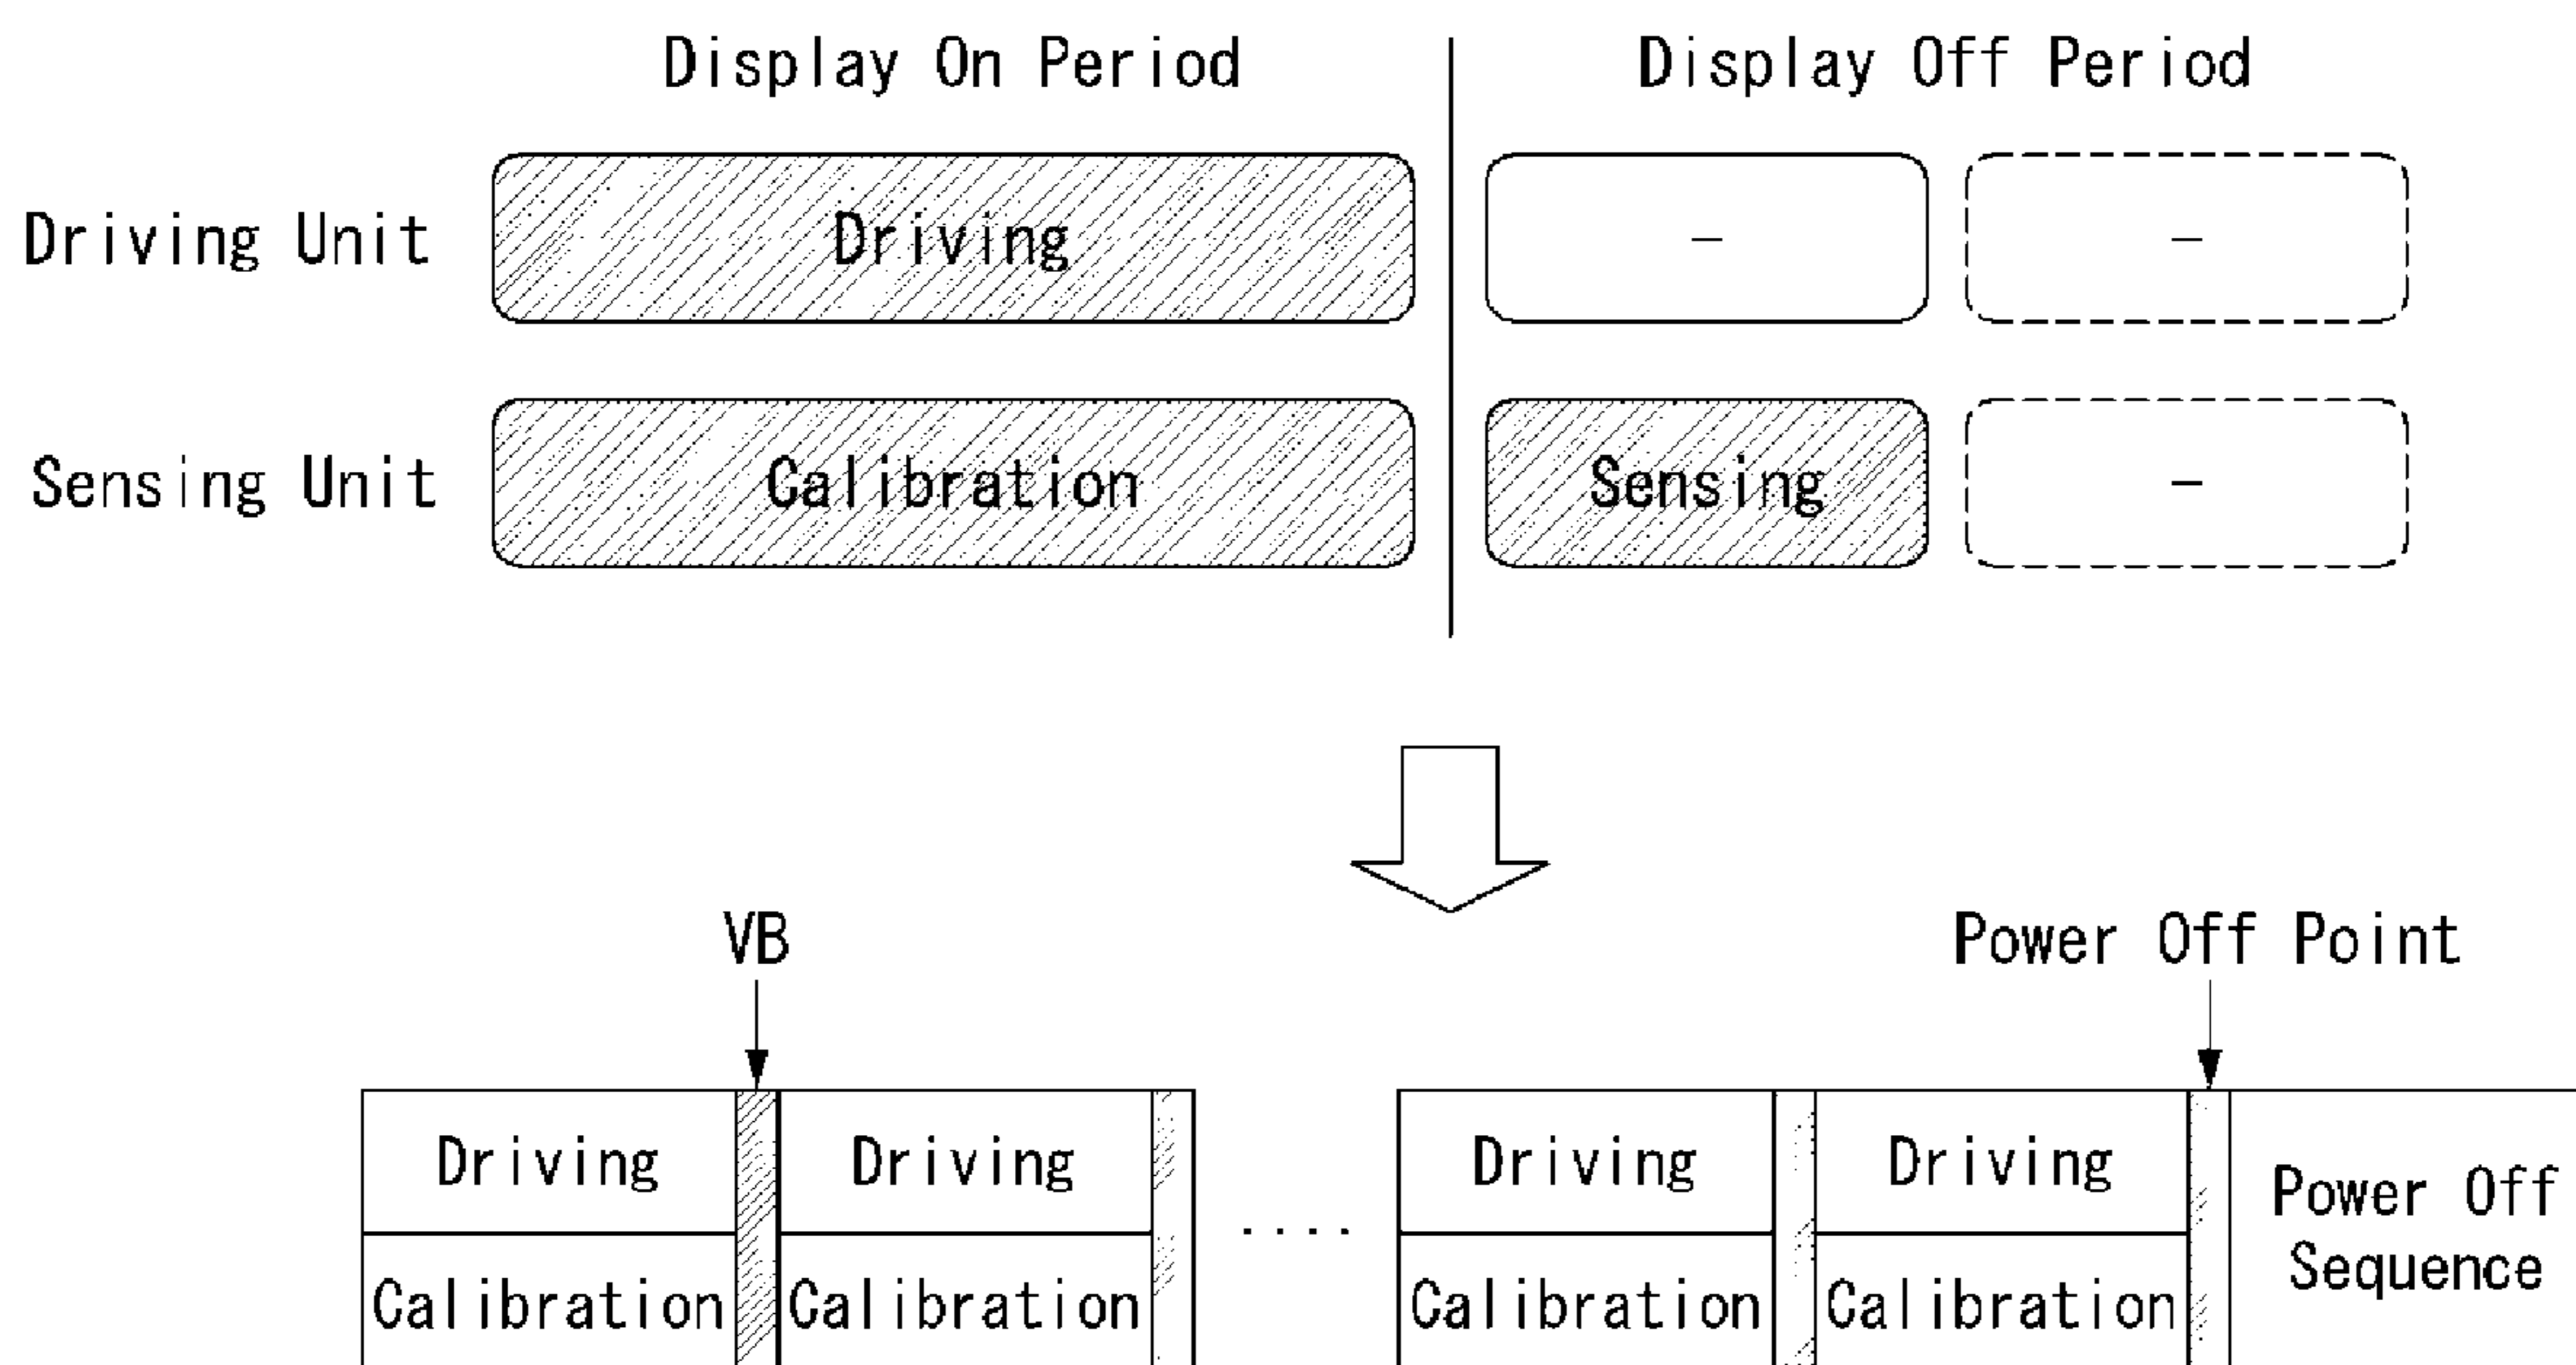 Display On Period Display Off Period
Driving Unit Driving - -
Sensing Unit Calibration Sensing -
VB Power Off Point
Driving Driving .... Driving Driving Power Off
Calibration Calibration Calibration Calibration Sequence